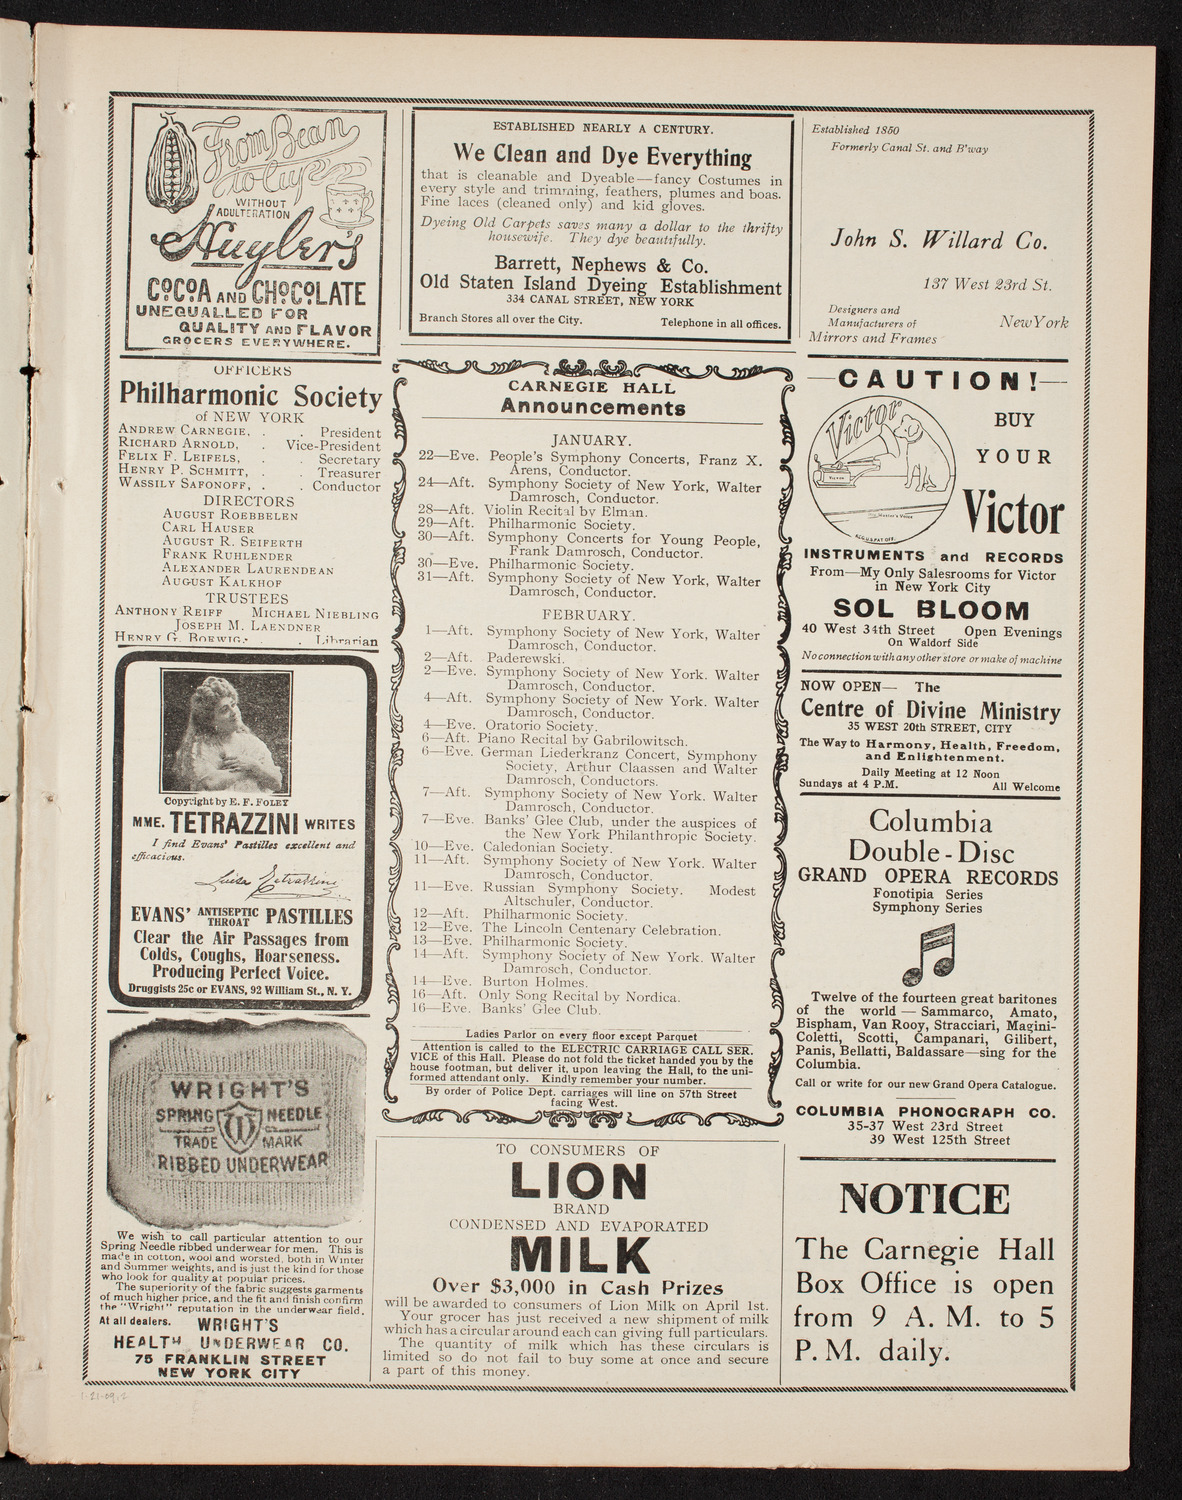 From Bean
to Cup
WITHOUT
ADULTERATION
Huyler's
COCOA AND CHOCOLATE
UNEQUALLED FOR
QUALITY AND FLAVOR
GROCERS EVERYWHERE.
ESTABLISHED NEARLY A CENTURY.
We Clean and Dye Everything
that is cleanable and Dyeable—fancy Costumes in
every style and trimming, feathers, plumes and boas.
Fine laces (cleaned only) and kid gloves.
Dyeing Old Carpets saves many a dollar to the thrifty
housewife. They dye beautifully.
Barrett, Nephews & Co.
Old Staten Island Dyeing Establishment
334 CANAL STREET, NEW YORK
Branch Stores all over the City. Telephone in all offices.
Established 1850
Formerly Canal St. and B'way
John S. Willard Co.
137 West 23rd St.
Designers and
Manufacturers of New York
Mirrors and Frames
OFFICERS
Philharmonic Society
of NEW YORK
ANDREW CARNEGIE, . . President
RICHARD ARNOLD, . Vice-President
FELIX F. LEIFELS, . . Secretary
HENRY P. SCHMITT, . . Treasurer
WASSILY SAFONOFF, . . Conductor
DIRECTORS
AUGUST ROEBBELEN
CARL HAUSER
AUGUST R. SEIFERTH
FRANK RUHLENDER
ALEXANDER LAURENDEAN
AUGUST KALKHOF
TRUSTEES
ANTHONY REIFF MICHAEL NIEBLING
JOSEPH M. LAENDNER
HENRY G. BOEWIG, . . Librarian
Copyright by E. F. FOLEY
MME. TETRAZZINI WRITES
I find Evans' Pastilles excellent and
efficacious.
Luisa Tetrazzini
EVANS' ANTISEPTIC THROAT PASTILLES
Clear the Air Passages from
Colds, Coughs, Hoarseness.
Producing Perfect Voice.
Druggists 25c or EVANS, 92 William St., N. Y.
WRIGHT'S
SPRING NEEDLE
TRADE W MARK
RIBBED UNDERWEAR
We wish to call particular attention to our
Spring Needle ribbed underwear for men. This is
made in cotton, wool and worsted, both in Winter
and Summer weights, and is just the kind for those
who look for quality at popular prices.
The superiority of the fabric suggests garments
of much higher price, and the fit and finish confirm
the "Wright" reputation in the underwear field.
At all dealers. WRIGHT'S
HEALTH UNDERWEAR CO.
75 FRANKLIN STREET
NEW YORK CITY
CARNEGIE HALL
Announcements
JANUARY.
22—Eve. People's Symphony Concerts, Franz X.
Arens, Conductor.
24—Aft. Symphony Society of New York, Walter
Damrosch, Conductor.
28—Aft. Violin Recital by Elman.
29—Aft. Philharmonic Society.
30—Aft. Symphony Concerts for Young People,
Frank Damrosch, Conductor.
30—Eve. Philharmonic Society.
31—Aft. Symphony Society of New York, Walter
Damrosch, Conductor.
FEBRUARY.
1—Aft. Symphony Society of New York, Walter
Damrosch, Conductor.
2—Aft. Paderewski.
2—Eve. Symphony Society of New York. Walter
Damrosch, Conductor.
4—Aft. Symphony Society of New York. Walter
Damrosch, Conductor.
4—Eve. Oratorio Society.
6—Aft. Piano Recital by Gabrilowitsch.
6—Eve. German Liederkranz Concert, Symphony
Society, Arthur Claassen and Walter
Damrosch, Conductors.
7—Aft. Symphony Society of New York. Walter
Damrosch, Conductor.
7—Eve. Banks' Glee Club, under the auspices of
the New York Philanthropic Society.
10—Eve. Caledonian Society.
11—Aft. Symphony Society of New York. Walter
Damrosch, Conductor.
11—Eve. Russian Symphony Society. Modest
Altschuler, Conductor.
12—Aft. Philharmonic Society.
12—Eve. The Lincoln Centenary Celebration.
13—Eve. Philharmonic Society.
14—Aft. Symphony Society of New York. Walter
Damrosch, Conductor.
14—Eve. Burton Holmes.
16—Aft. Only Song Recital by Nordica.
16—Eve. Banks' Glee Club.
Ladies Parlor on every floor except Parquet
Attention is called to the ELECTRIC CARRIAGE CALL SER.
VICE of this Hall. Please do not fold the ticket handed you by the
house footman, but deliver it, upon leaving the Hall, to the uni-
formed attendant only. Kindly remember your number.
By order of Police Dept. carriages will line on 57th Street
facing West.
TO CONSUMERS OF
LION
BRAND
CONDENSED AND EVAPORATED
MILK
Over $3,000 in Cash Prizes
will be awarded to consumers of Lion Milk on April 1st.
Your grocer has just received a new shipment of milk
which has a circular around each can giving full particulars.
The quantity of milk which has these circulars is
limited so do not fail to buy some at once and secure
a part of this money.
—CAUTION!—
Victor
BUY
YOUR
Victor
REG.U.S.PAT.OFF.
INSTRUMENTS and RECORDS
From—My Only Salesrooms for Victor
in New York City
SOL BLOOM
40 West 34th Street Open Evenings
On Waldorf Side
No connection with any other store or make of machine
NOW OPEN— The
Centre of Divine Ministry
35 WEST 20th STREET, CITY
The Way to Harmony, Health, Freedom,
and Enlightenment.
Daily Meeting at 12 Noon
Sundays at 4 P.M. All Welcome
Columbia
Double-Disc
GRAND OPERA RECORDS
Fonotipia Series
Symphony Series
Twelve of the fourteen great baritones
of the world — Sammarco, Amato,
Bispham, Van Rooy, Stracciari, Magini-
Coletti, Scotti, Campanari, Gilibert,
Panis, Bellatti, Baldassare—sing for the
Columbia.
Call or write for our new Grand Opera Catalogue.
COLUMBIA PHONOGRAPH CO.
35-37 West 23rd Street
39 West 125th Street
NOTICE
The Carnegie Hall
Box Office is open
from 9 A. M. to 5
P. M. daily.